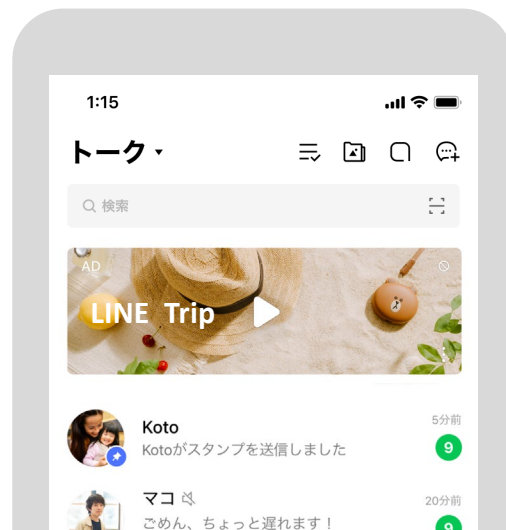 1:15
トーク
検索
AD
LINE Trip
Koto
5分前
Kotoがスタンプを送信しました
9
マコ
20分前
ごめん、ちょっと遅れます！
9